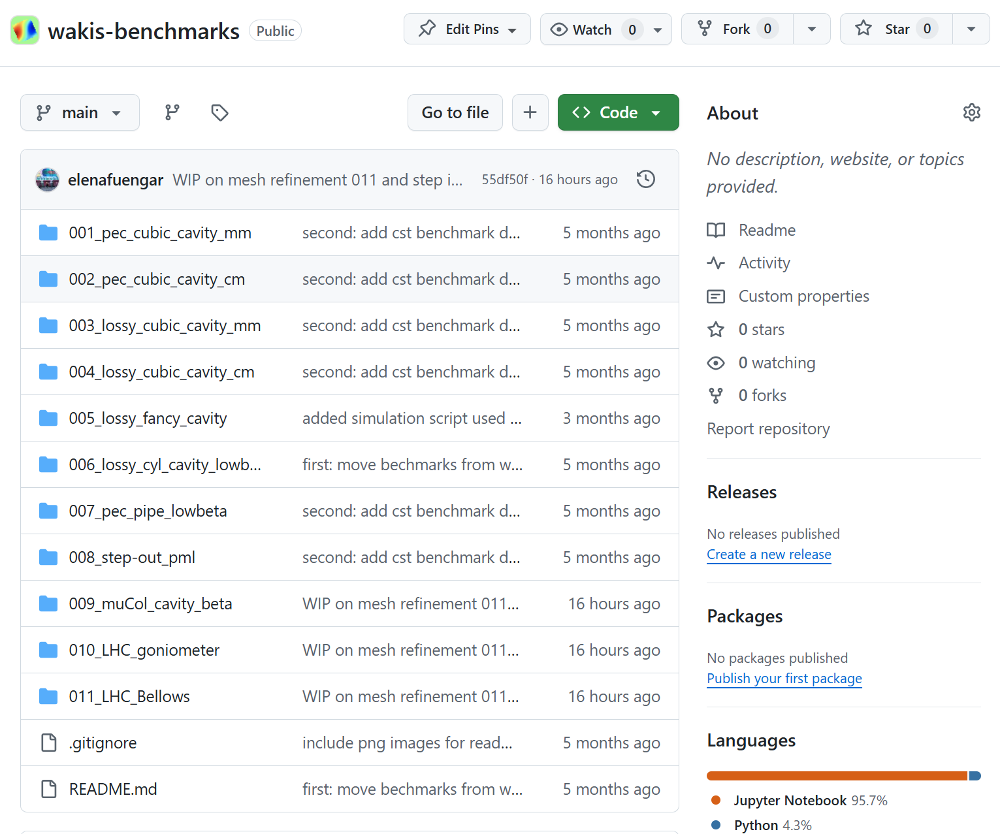 wakis-benchmarks Public Edit Pins Watch 0 Fork 0 Star 0
main Go to file + <> Code
elenafuengar WIP on mesh refinement 011 and step i... 55df50f · 16 hours ago
001_pec_cubic_cavity_mm second: add cst benchmark d... 5 months ago
002_pec_cubic_cavity_cm second: add cst benchmark d... 5 months ago
003_lossy_cubic_cavity_mm second: add cst benchmark d... 5 months ago
004_lossy_cubic_cavity_cm second: add cst benchmark d... 5 months ago
005_lossy_fancy_cavity added simulation script used ... 3 months ago
006_lossy_cyl_cavity_lowb... first: move bechmarks from w... 5 months ago
007_pec_pipe_lowbeta second: add cst benchmark d... 5 months ago
008_step-out_pml second: add cst benchmark d... 5 months ago
009_muCol_cavity_beta WIP on mesh refinement 011... 16 hours ago
010_LHC_goniometer WIP on mesh refinement 011... 16 hours ago
011_LHC_Bellows WIP on mesh refinement 011... 16 hours ago
.gitignore include png images for read... 5 months ago
README.md first: move bechmarks from w... 5 months ago
About
No description, website, or topics
provided.
Readme
Activity
Custom properties
0 stars
0 watching
0 forks
Report repository
Releases
No releases published
Create a new release
Packages
No packages published
Publish your first package
Languages
Jupyter Notebook 95.7%
Python 4.3%